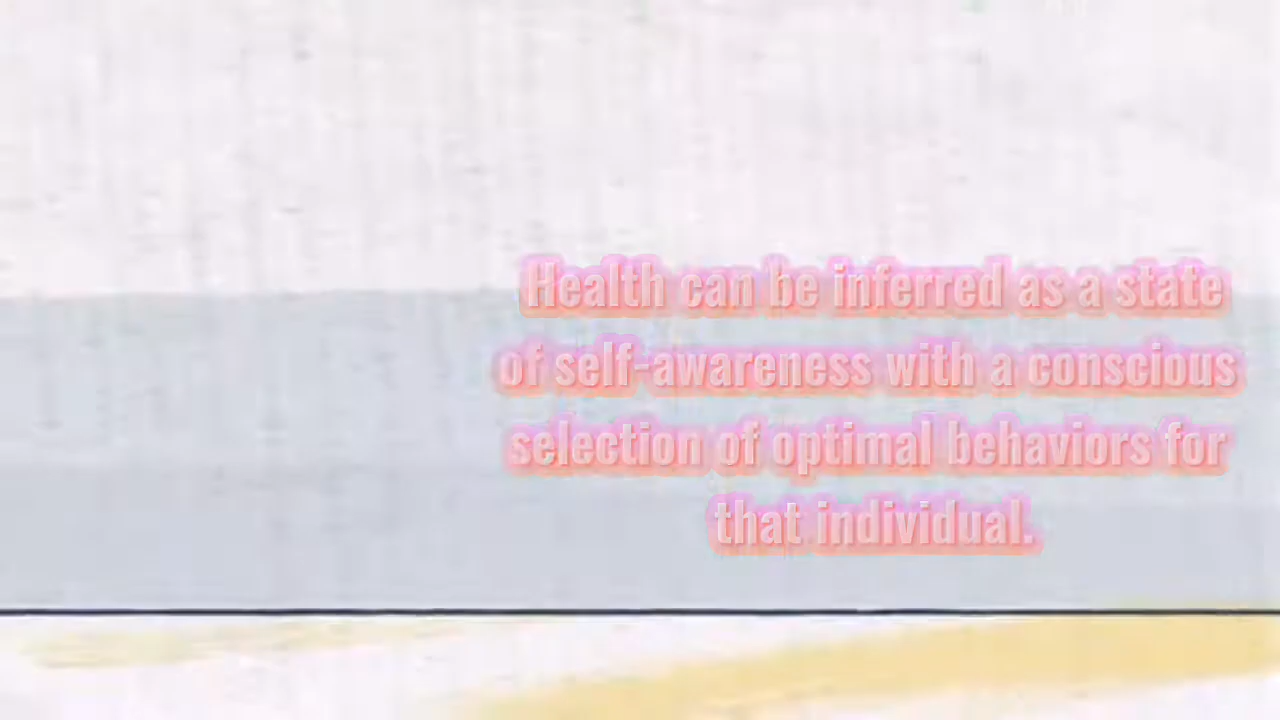 Health can be inferred as a state
of self-awareness with a conscious
selection of optimal behaviors for
that individual.